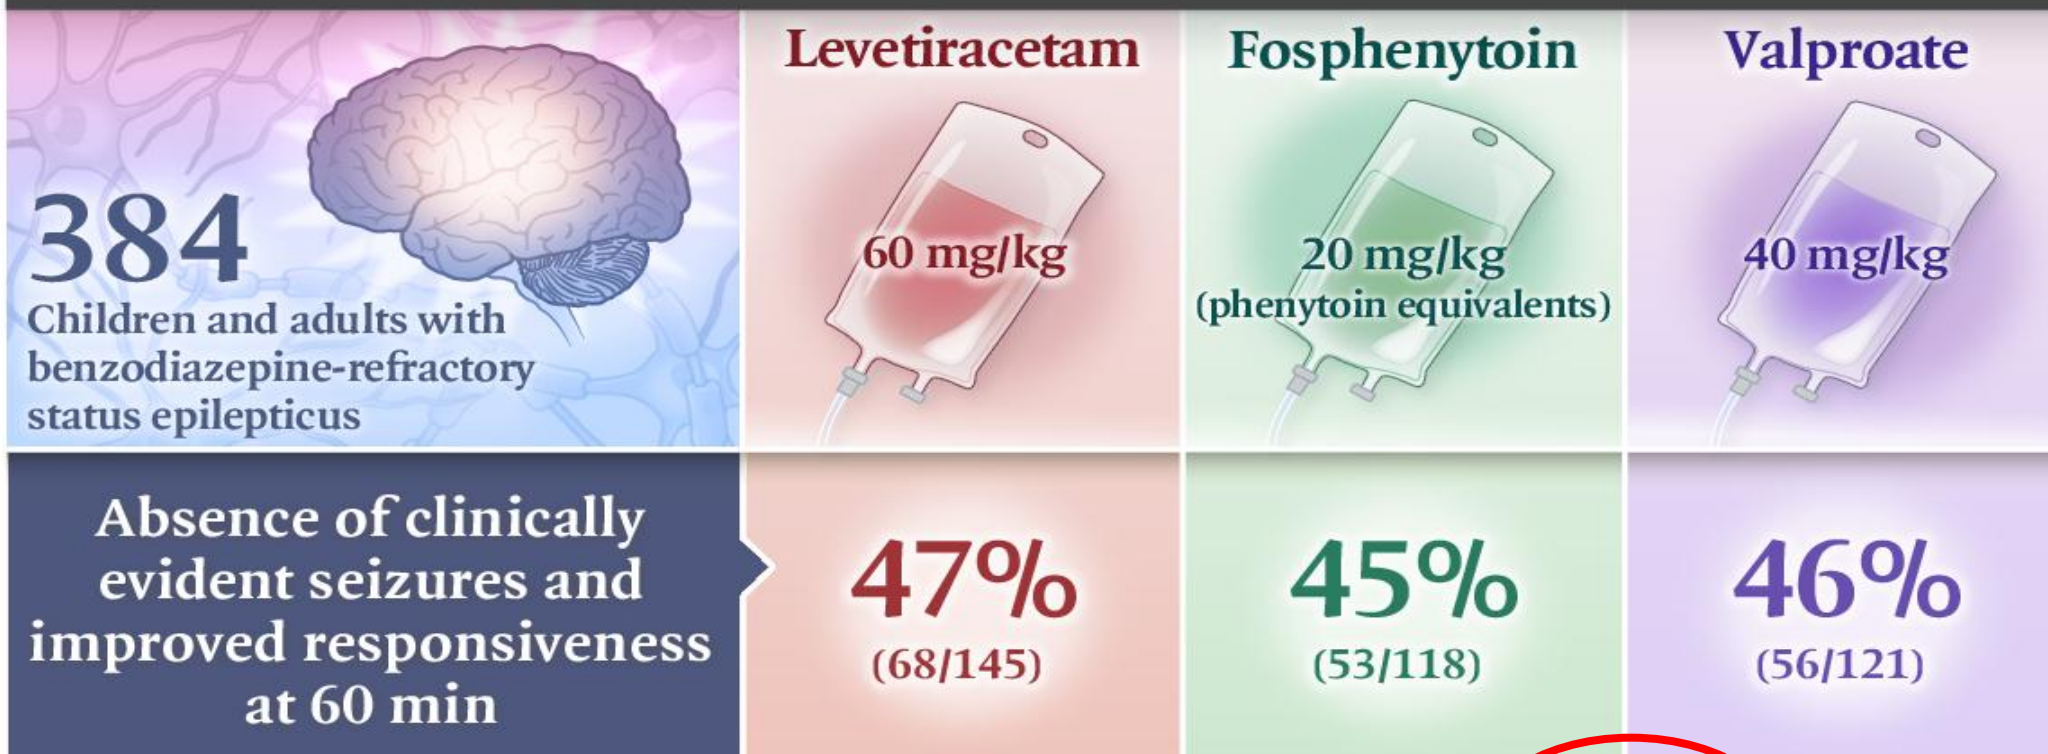 Levetiracetam
Fosphenytoin
Valproate
384
Children and adults with
benzodiazepine-refractory
status epilepticus
60 mg/kg
20 mg/kg
(phenytoin equivalents)
40 mg/kg
Absence of clinically
evident seizures and
improved responsiveness
at 60 min
47%
(68/145)
45%
(53/118)
46%
(56/121)